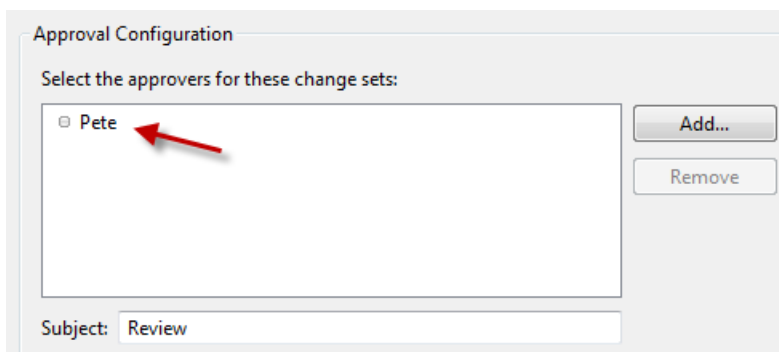 Approval Configuration
Select the approvers for these change sets:
Pete
Add...
Remove
Subject: Review